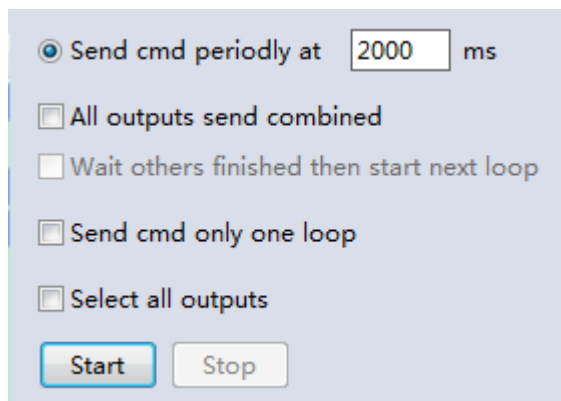 Send cmd periodly at 2000 ms
All outputs send combined
Wait others finished then start next loop
Send cmd only one loop
Select all outputs
Start Stop